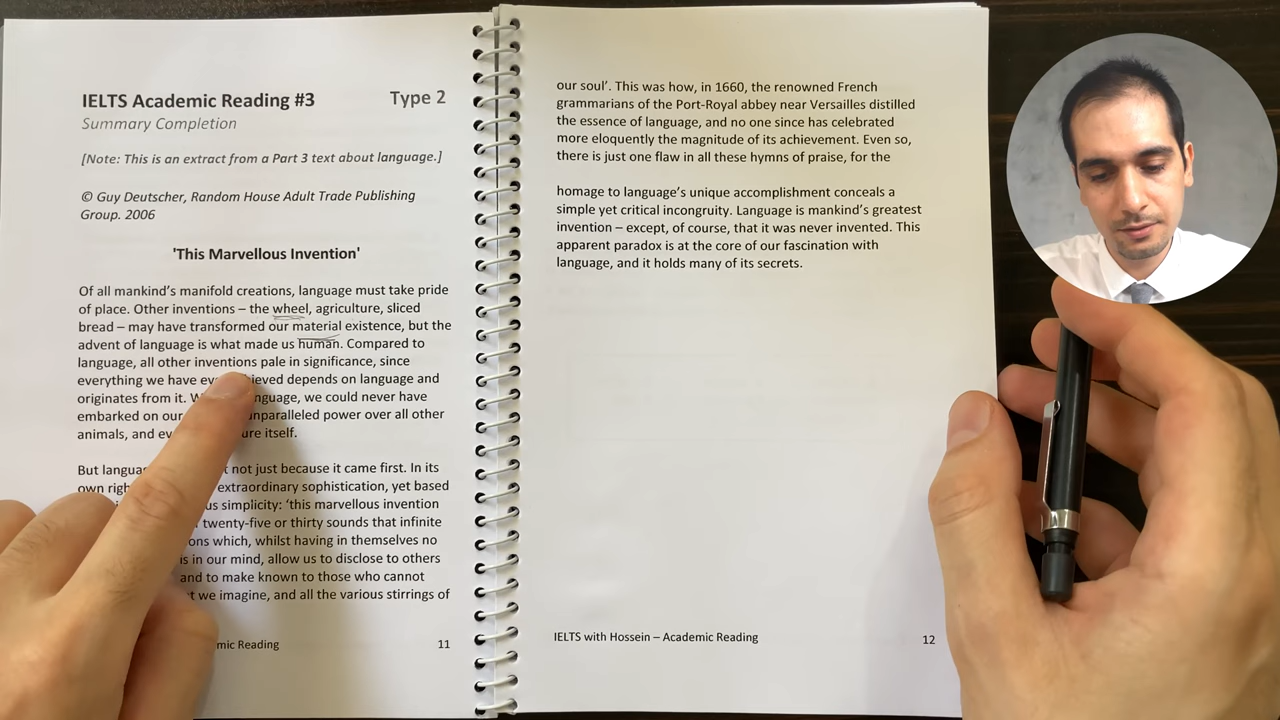 IELTS Academic Reading #3
Type 2
Summary Completion
[Note: This is an extract from a Part 3 text about language.]
© Guy Deutscher, Random House Adult Trade Publishing
Group. 2006
'This Marvellous Invention'
Of all mankind's manifold creations, language must take pride
of place. Other inventions – the wheel, agriculture, sliced
bread – may have transformed our material existence, but the
advent of language is what made us human. Compared to
language, all other inventions pale in significance, since
everything we have ieved depends on language and
originates from it. nguage, we could never have
embarked on our unparalleled power over all other
animals, and ure itself.
But langua not just because it came first. In its
own righ extraordinary sophistication, yet based
us simplicity: 'this marvellous invention
twenty-five or thirty sounds that infinite
ons which, whilst having in themselves no
is in our mind, allow us to disclose to others
and to make known to those who cannot
t we imagine, and all the various stirrings of
mic Reading
11
our soul'. This was how, in 1660, the renowned French
grammarians of the Port-Royal abbey near Versailles distilled
the essence of language, and no one since has celebrated
more eloquently the magnitude of its achievement. Even so,
there is just one flaw in all these hymns of praise, for the
homage to language's unique accomplishment conceals a
simple yet critical incongruity. Language is mankind's greatest
invention – except, of course, that it was never invented. This
apparent paradox is at the core of our fascination with
language, and it holds many of its secrets.
IELTS with Hossein – Academic Reading
12